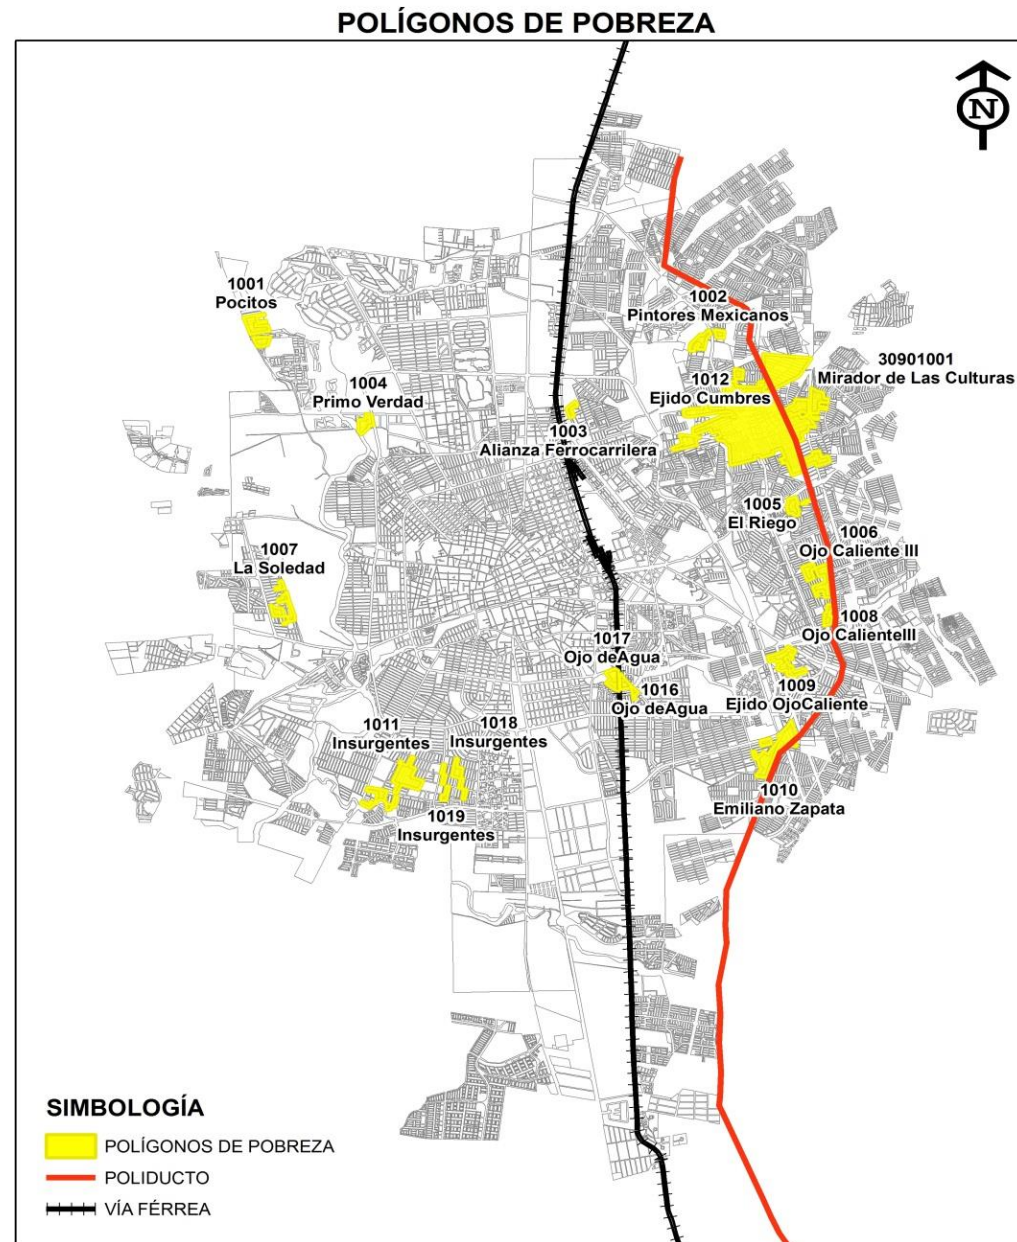 POLÍGONOS DE POBREZA
N
1001
Pocitos
1002
Pintores Mexicanos
30901001
Mirador de Las Culturas
1012
Ejido Cumbres
1004
Primo Verdad
1003
Alianza Ferrocarrilera
1005
El Riego
1006
Ojo Caliente III
1007
La Soledad
1008
Ojo CalienteIII
1017
Ojo deAgua
1016
Ojo deAgua
1009
Ejido OjoCaliente
1011
Insurgentes
1018
Insurgentes
1019
Insurgentes
1010
Emiliano Zapata
SIMBOLOGÍA
POLÍGONOS DE POBREZA
POLIDUCTO
VÍA FÉRREA